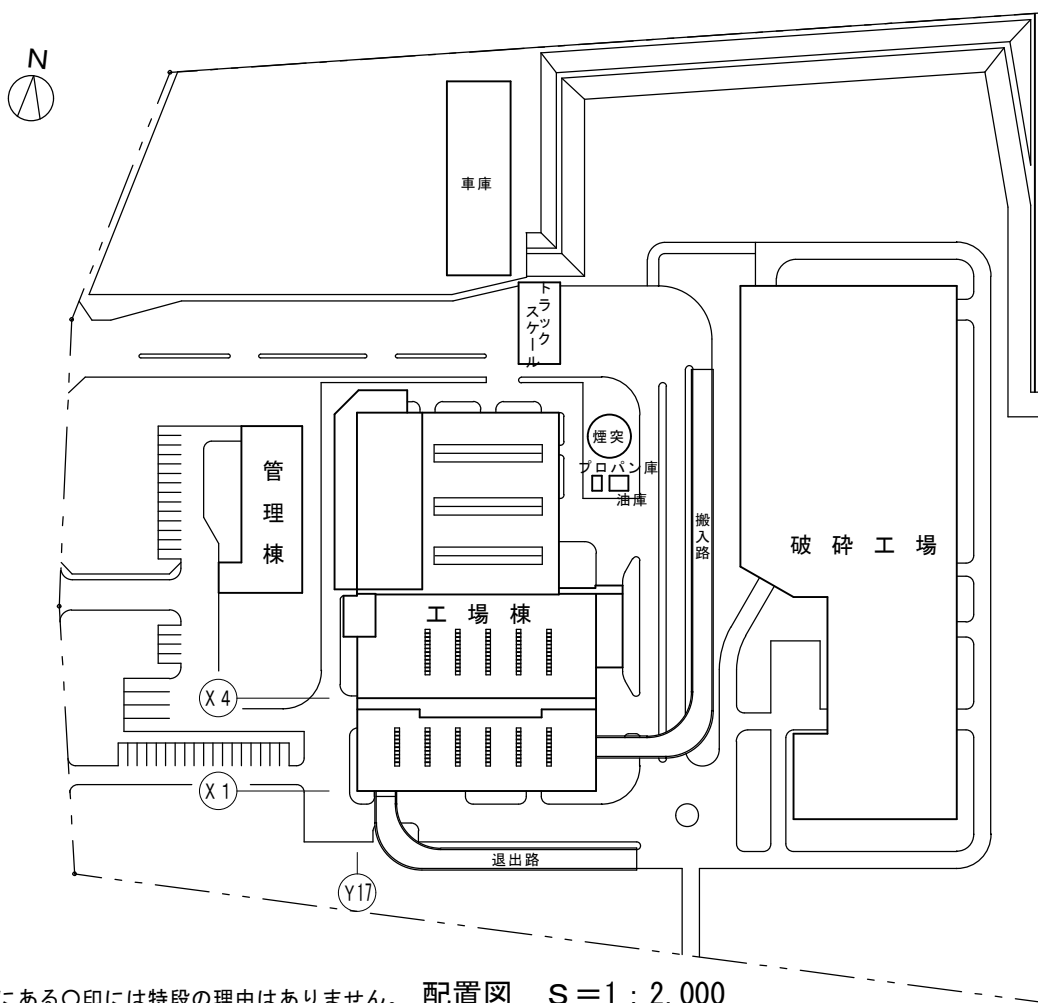 N
車庫
トラック
スケール
煙突
プロパン庫
油庫
管理棟
搬入路
破砕工場
工場棟
X4
X1
退出路
Y17
にある○印には特段の理由はありません。 配置図 S=1:2,000